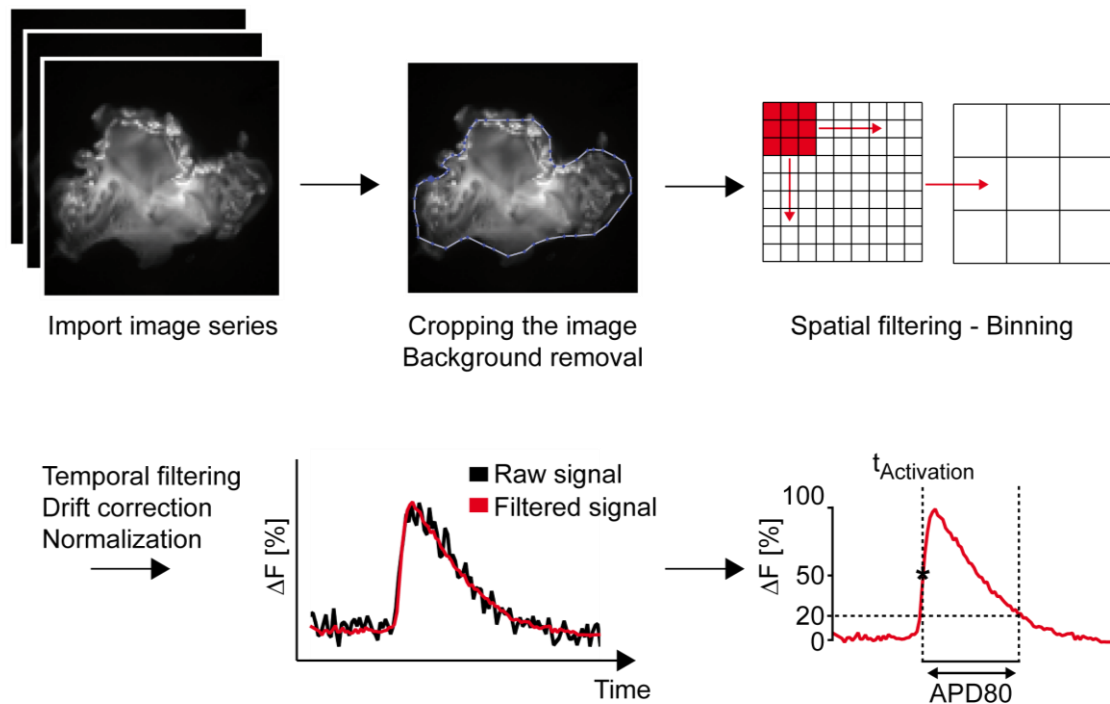 Import image series
Cropping the image
Background removal
Spatial filtering - Binning
Temporal filtering
Drift correction
Normalization
ΔF [%]
Raw signal
Filtered signal
Time
tActivation
ΔF [%]
100
50
20
0
APD80